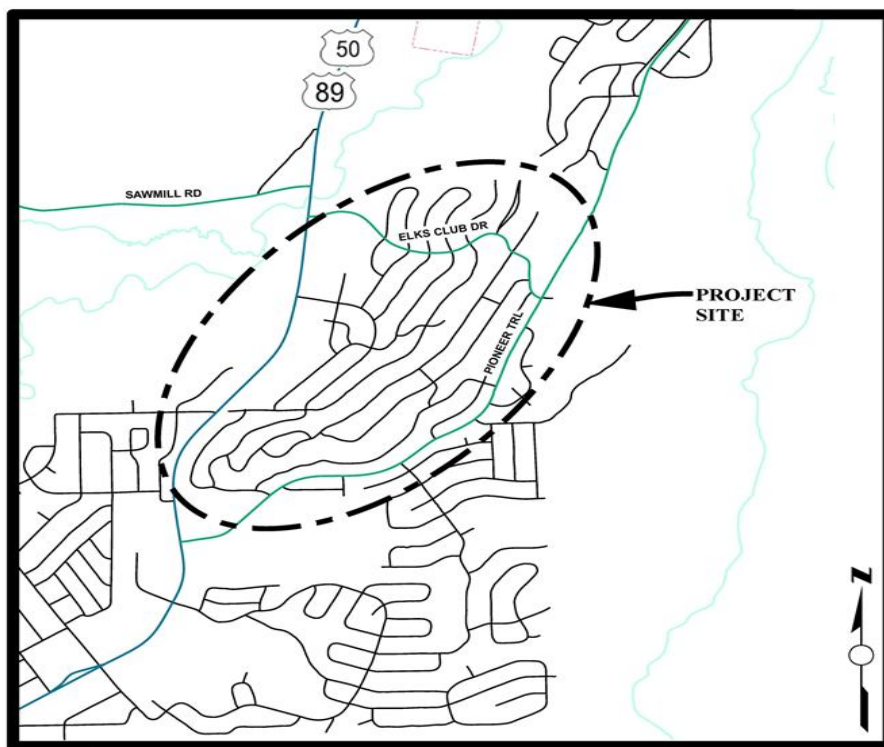 50
89
SAWMILL RD
ELKS CLUB DR
PROJECT
SITE
PIONEER TRL
N